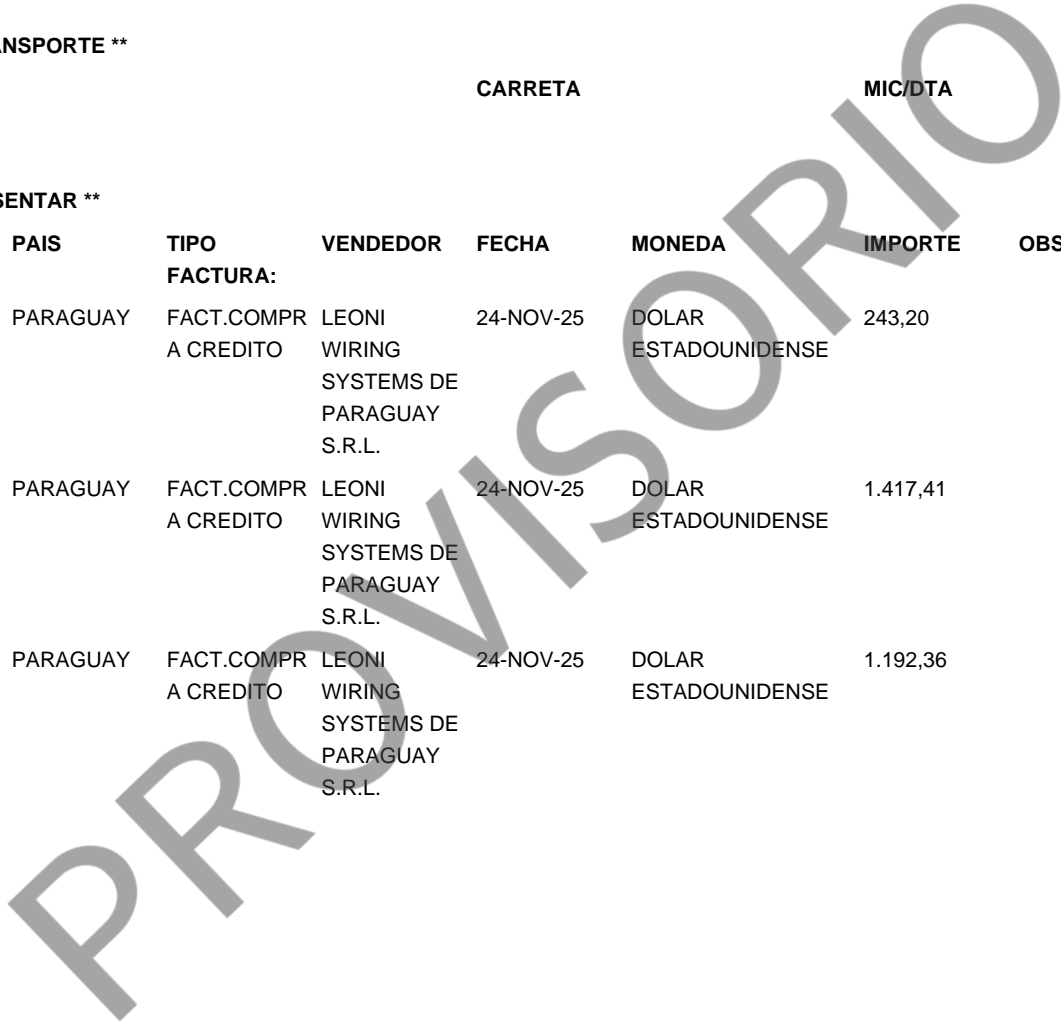 ANSPORTE **
CARRETA MIC/DTA
SENTAR **
PAIS TIPO VENDEDOR FECHA MONEDA IMPORTE OBS
FACTURA:
PARAGUAY FACT.COMPR LEONI 24-NOV-25 DOLAR 243,20
A CREDITO WIRING ESTADOUNIDENSE
SYSTEMS DE
PARAGUAY
S.R.L.
PARAGUAY FACT.COMPR LEONI 24-NOV-25 DOLAR 1.417,41
A CREDITO WIRING ESTADOUNIDENSE
SYSTEMS DE
PARAGUAY
S.R.L.
PARAGUAY FACT.COMPR LEONI 24-NOV-25 DOLAR 1.192,36
A CREDITO WIRING ESTADOUNIDENSE
SYSTEMS DE
PARAGUAY
S.R.L.
PROVISORIO